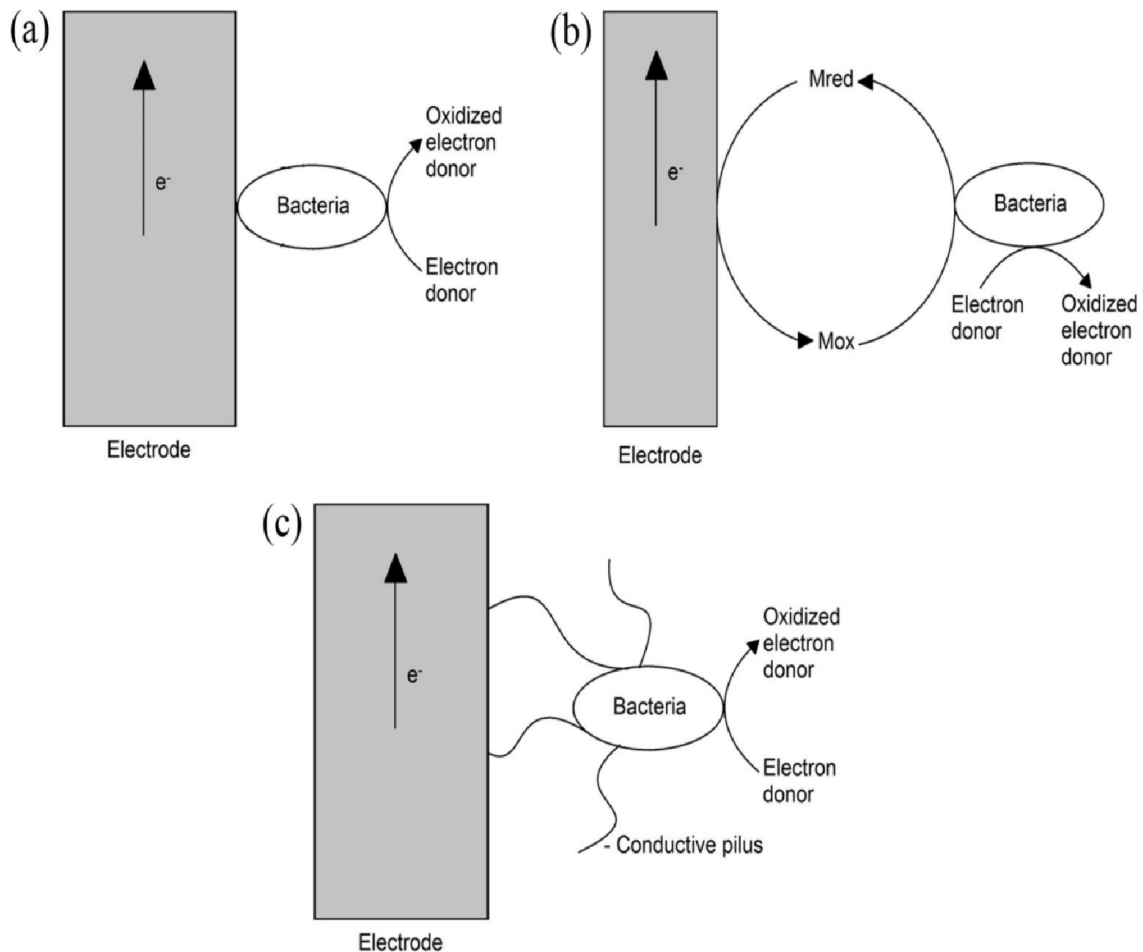 (a)
e-
Bacteria
Oxidized
electron
donor
Electron
donor
Electrode
(b)
e-
Mred
Mox
Bacteria
Electron
donor
Oxidized
electron
donor
Electrode
(c)
e-
Bacteria
Oxidized
electron
donor
Electron
donor
- Conductive pilus
Electrode